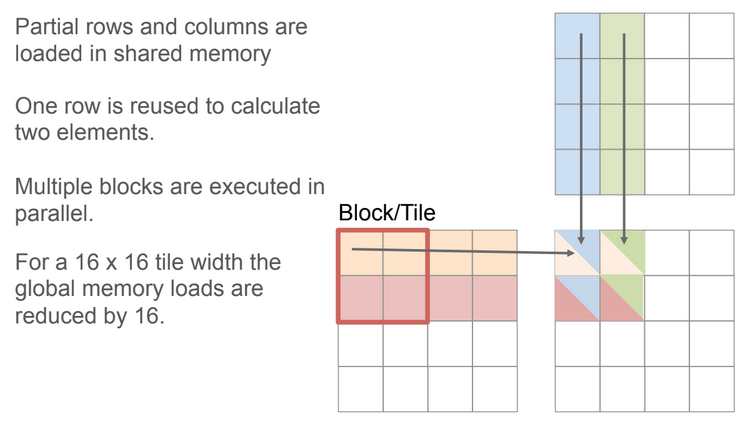 Partial rows and columns are
loaded in shared memory
One row is reused to calculate
two elements.
Multiple blocks are executed in
parallel.
For a 16 x 16 tile width the
global memory loads are
reduced by 16.
Block/Tile